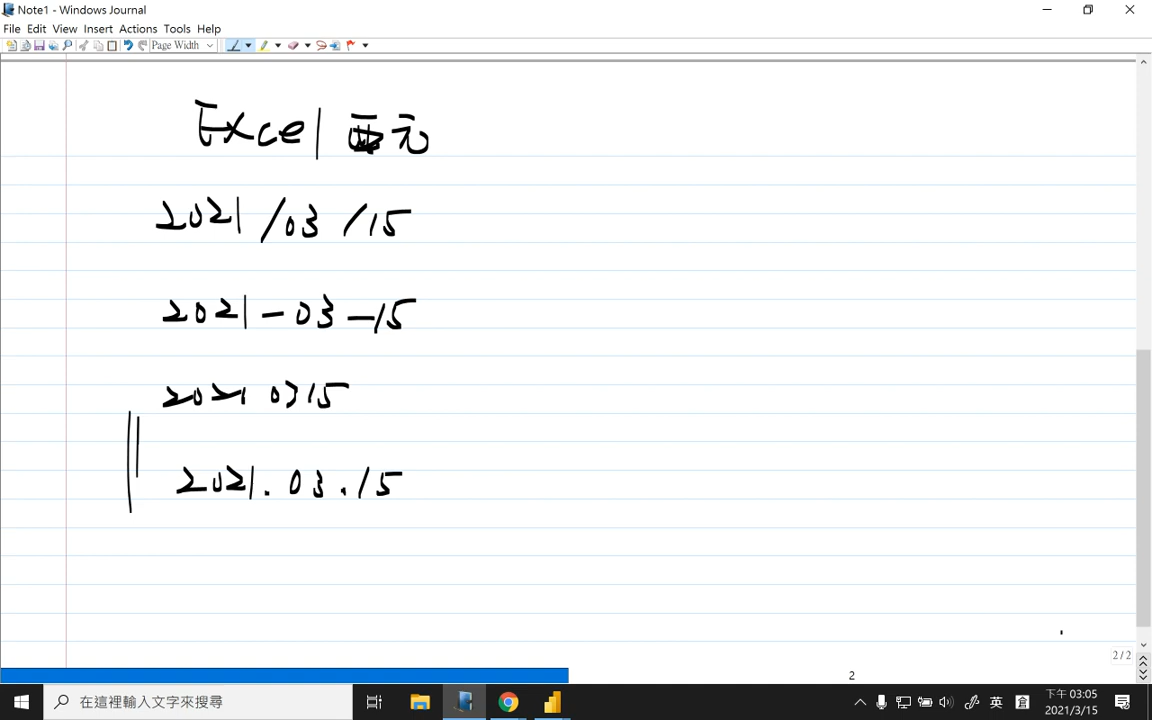 Note1 - Windows Journal
File Edit View Insert Actions Tools Help
Page Width
Excel 西元
2021/03/15
2021-03-15
20210315
2021.03.15
2/2
2
在這裡輸入文字來搜尋
英
倉
下午 03:05
2021/3/15